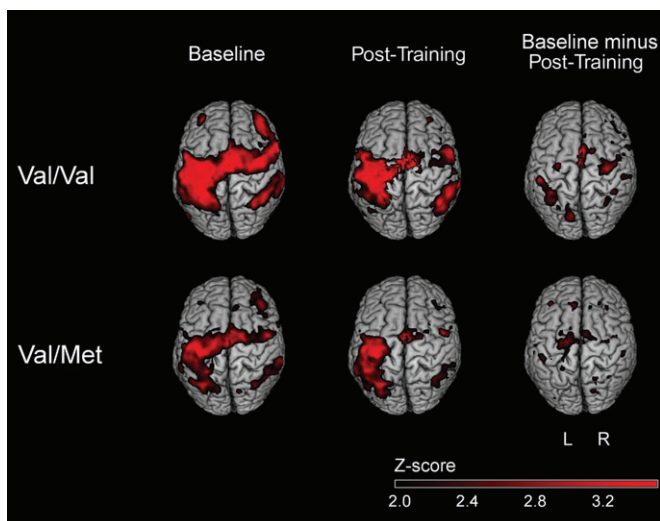 Baseline
Post-Training
Baseline minus
Post-Training
Val/Val
Val/Met
L R
Z-score
2.0 2.4 2.8 3.2